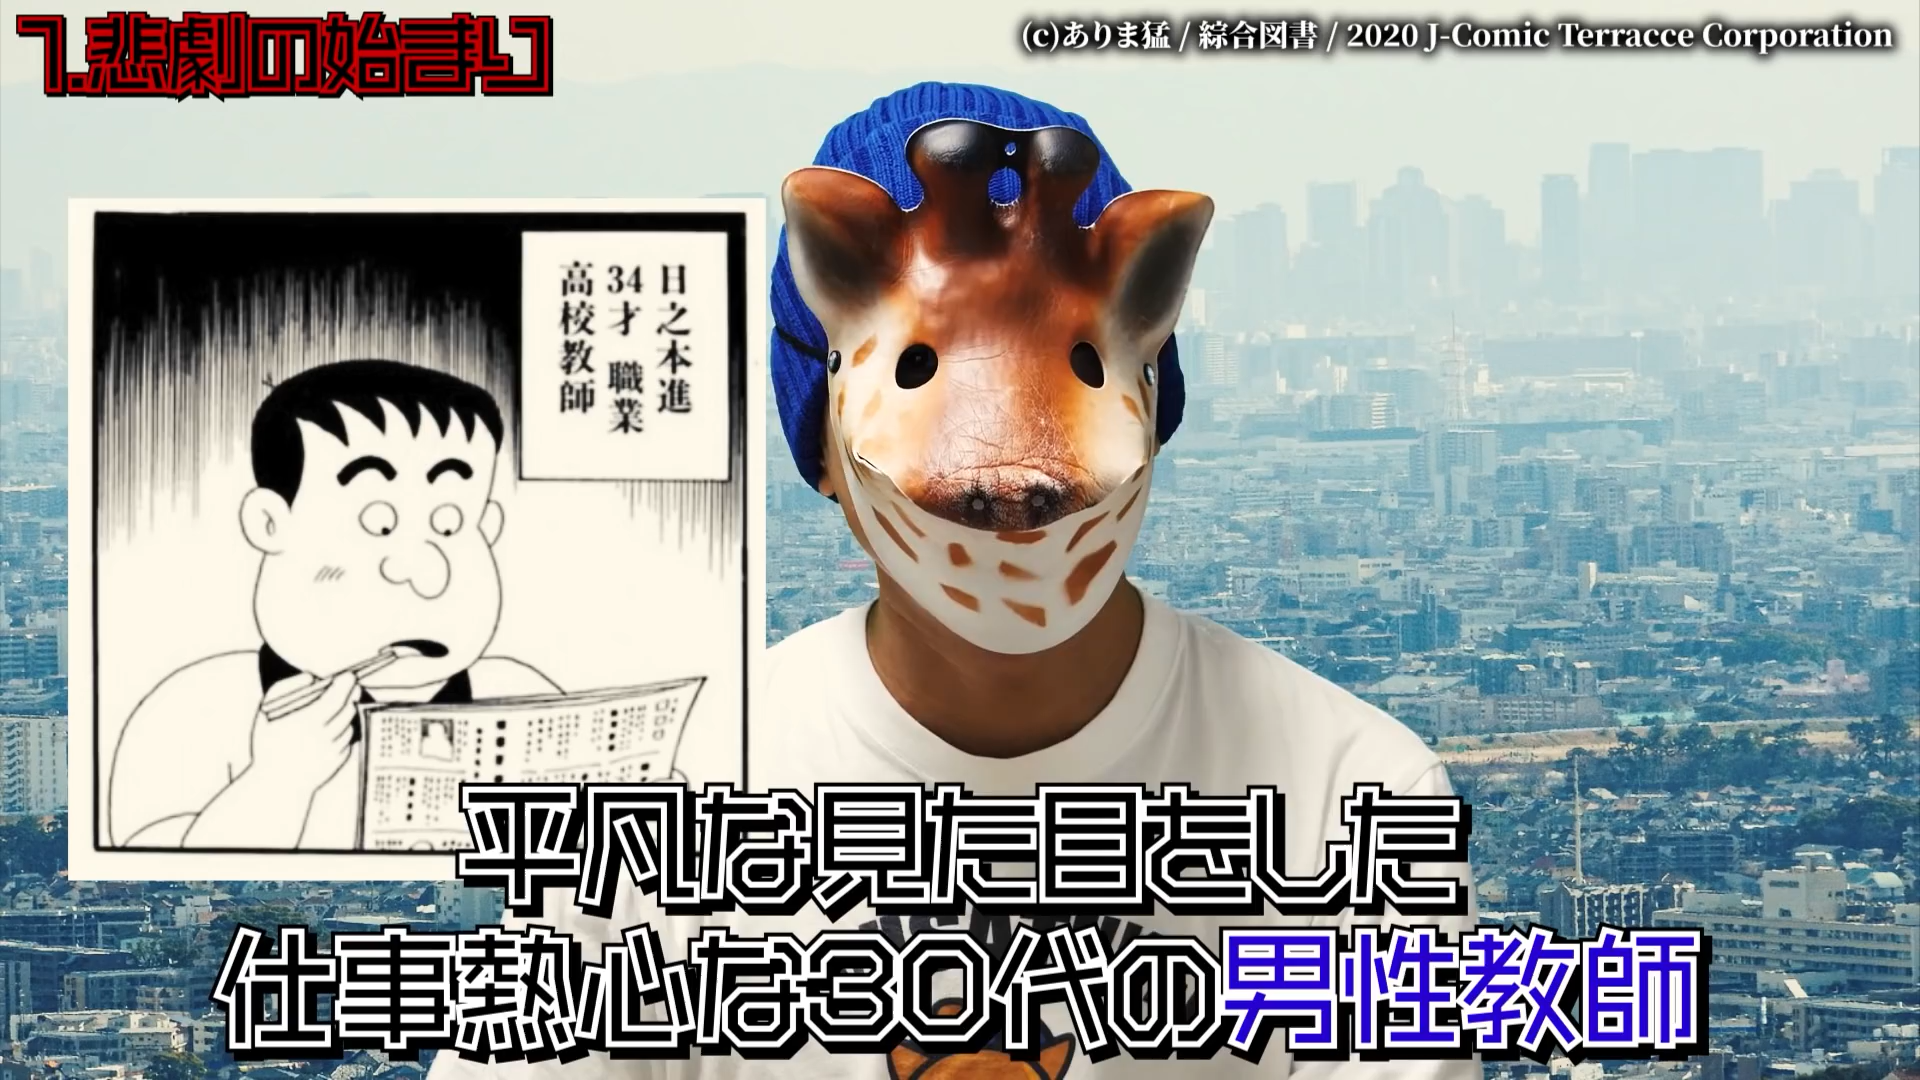 1.悲劇の始まり
(c)ありま猛 / 綜合図書 / 2020 J-Comic Terracce Corporation
日之本進
34才 職業
高校教師
平凡な見た目をした
仕事熱心な30代の男性教師